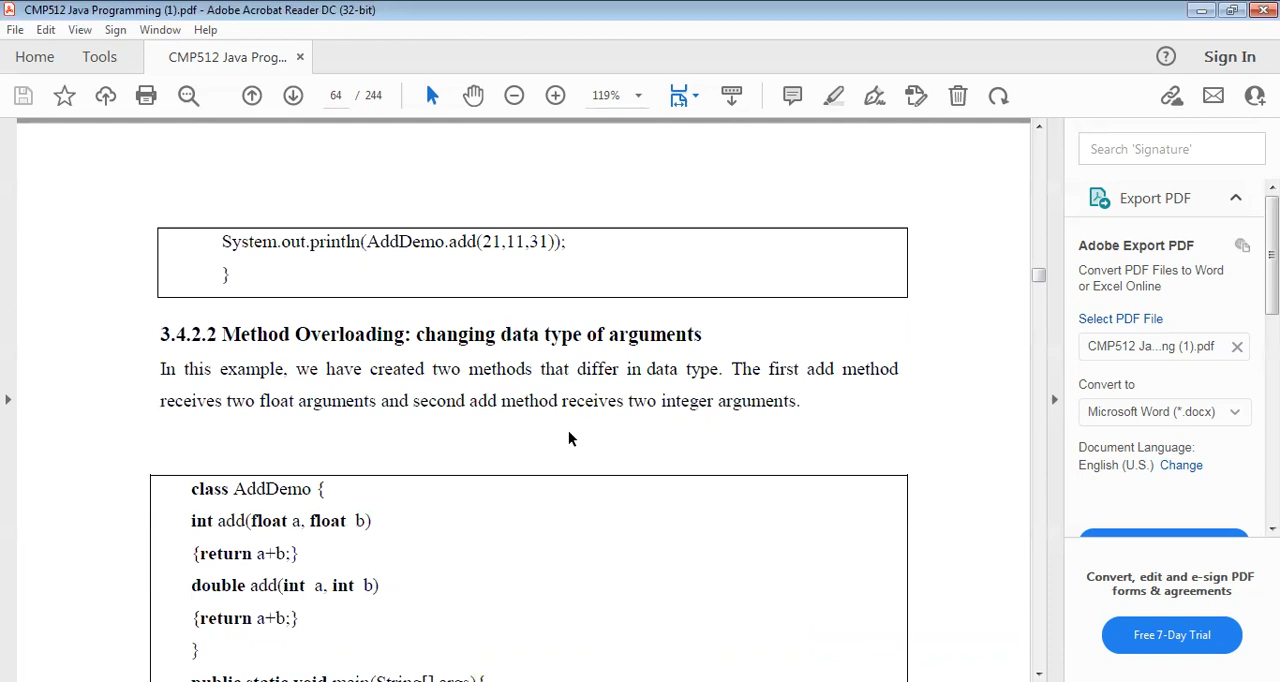 CMP512 Java Programming (1).pdf - Adobe Acrobat Reader DC (32-bit)
File Edit View Sign Window Help
Home Tools CMP512 Java Prog... × Sign In
64 / 244 119%
Search 'Signature'
Export PDF
Adobe Export PDF
Convert PDF Files to Word
or Excel Online
Select PDF File
CMP512 Ja...ng (1).pdf
Convert to
Microsoft Word (*.docx)
Document Language:
English (U.S.) Change
Convert, edit and e-sign PDF
forms & agreements
Free 7-Day Trial
System.out.println(AddDemo.add(21,11,31));
}
3.4.2.2 Method Overloading: changing data type of arguments
In this example, we have created two methods that differ in data type. The first add method
receives two float arguments and second add method receives two integer arguments.
class AddDemo {
int add(float a, float b)
{return a+b;}
double add(int a, int b)
{return a+b;}
}
public static void main(String[] args){